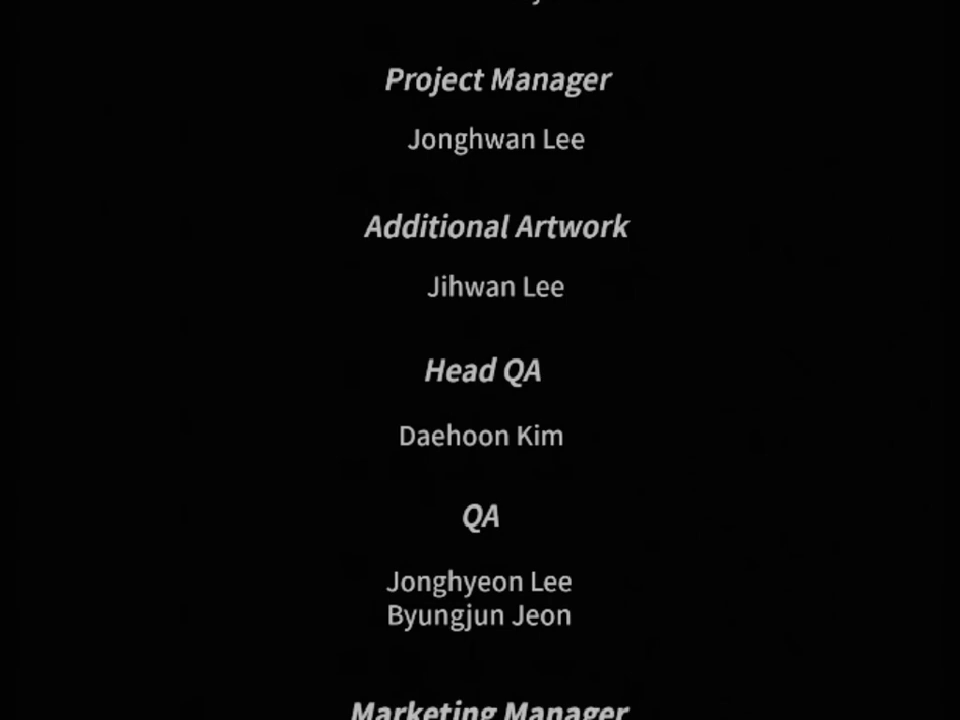 Project Manager
Jonghwan Lee
Additional Artwork
Jihwan Lee
Head QA
Daehoon Kim
QA
Jonghyeon Lee
Byungjun Jeon
Marketing Manager